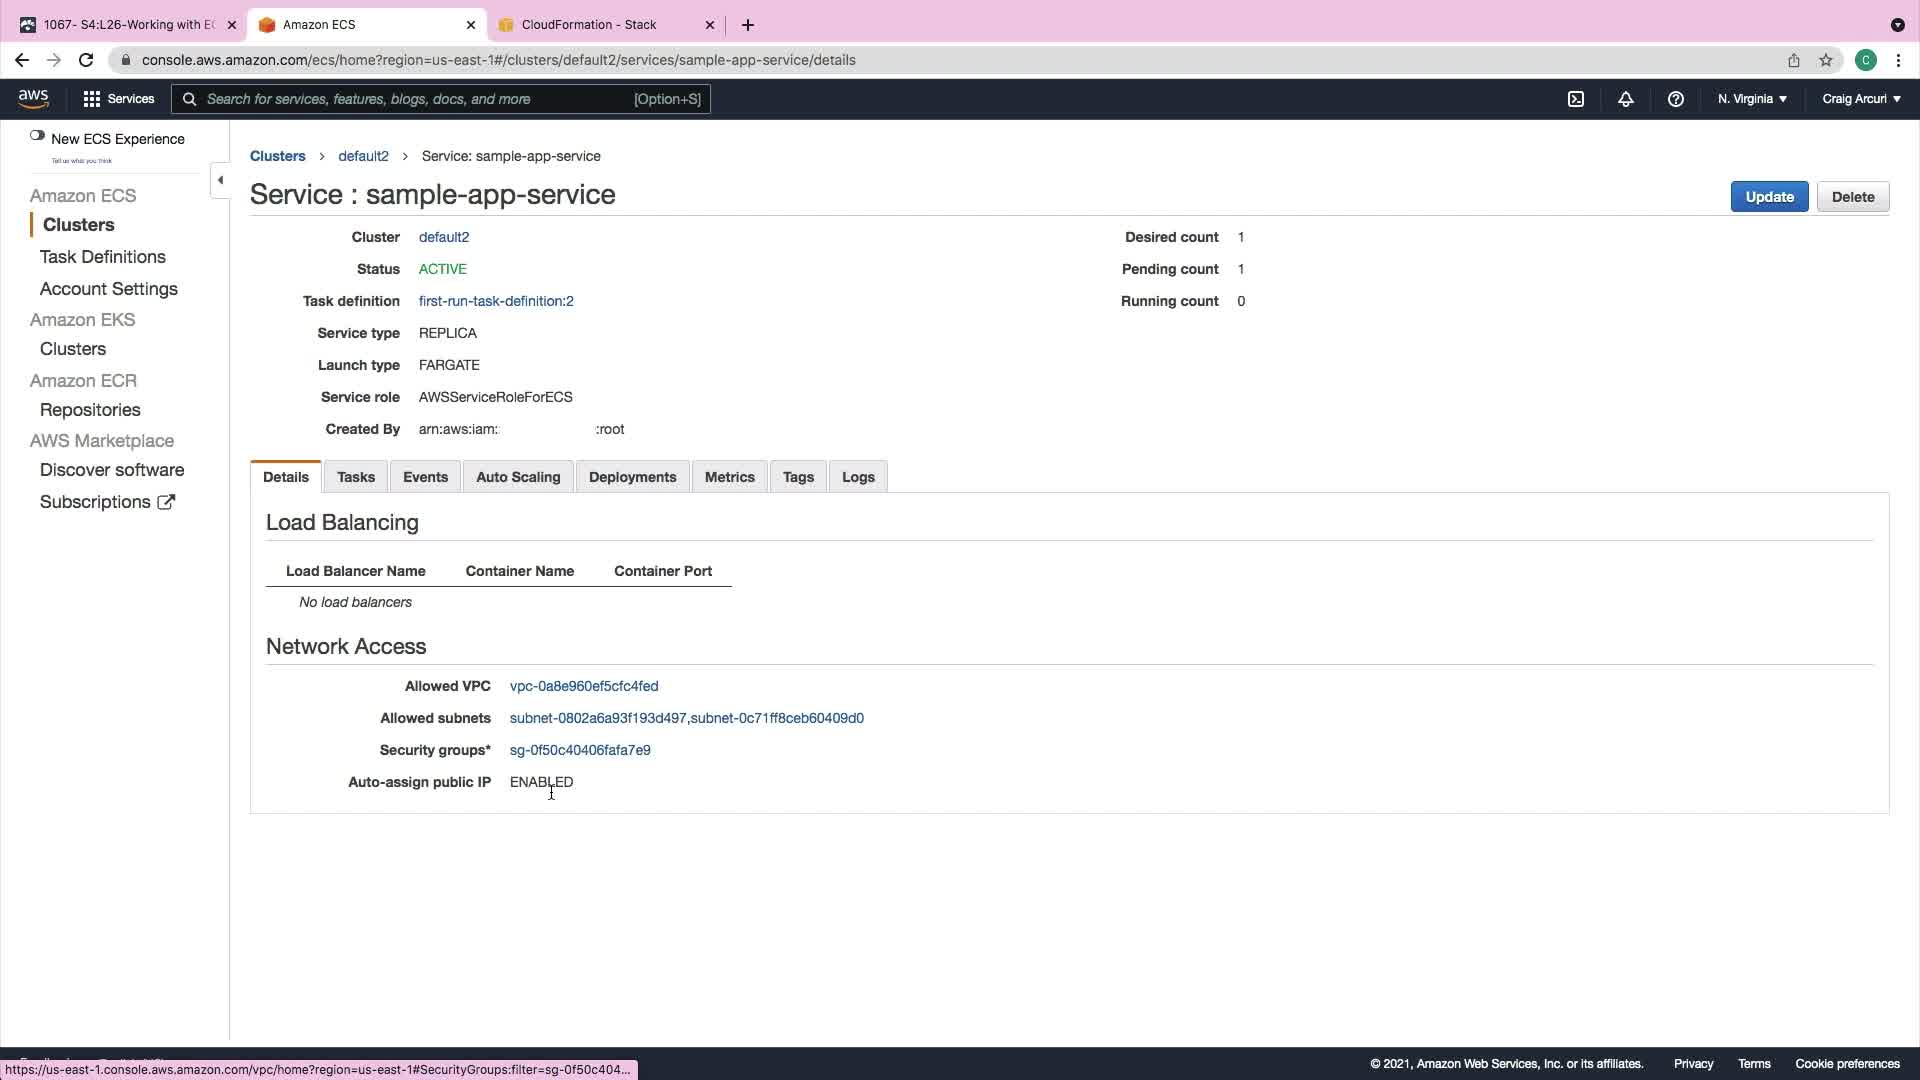 1067- S4:L26-Working with EC
Amazon ECS
CloudFormation - Stack
console.aws.amazon.com/ecs/home?region=us-east-1#/clusters/default2/services/sample-app-service/details
C
aws
Services
Search for services, features, blogs, docs, and more
[Option+S]
N. Virginia
Craig Arcuri
New ECS Experience
Tell us what you think
Amazon ECS
Clusters
Task Definitions
Account Settings
Amazon EKS
Clusters
Amazon ECR
Repositories
AWS Marketplace
Discover software
Subscriptions
Clusters > default2 > Service: sample-app-service
Service : sample-app-service
Update
Delete
Cluster default2
Status ACTIVE
Task definition first-run-task-definition:2
Service type REPLICA
Launch type FARGATE
Service role AWSServiceRoleForECS
Created By arn:aws:iam: :root
Desired count 1
Pending count 1
Running count 0
Details
Tasks
Events
Auto Scaling
Deployments
Metrics
Tags
Logs
Load Balancing
Load Balancer Name Container Name Container Port
No load balancers
Network Access
Allowed VPC vpc-0a8e960ef5cfc4fed
Allowed subnets subnet-0802a6a93f193d497,subnet-0c71ff8ceb60409d0
Security groups* sg-0f50c40406fafa7e9
Auto-assign public IP ENABLED
https://us-east-1.console.aws.amazon.com/vpc/home?region=us-east-1#SecurityGroups:filter=sg-0f50c404...
© 2021, Amazon Web Services, Inc. or its affiliates.
Privacy
Terms
Cookie preferences